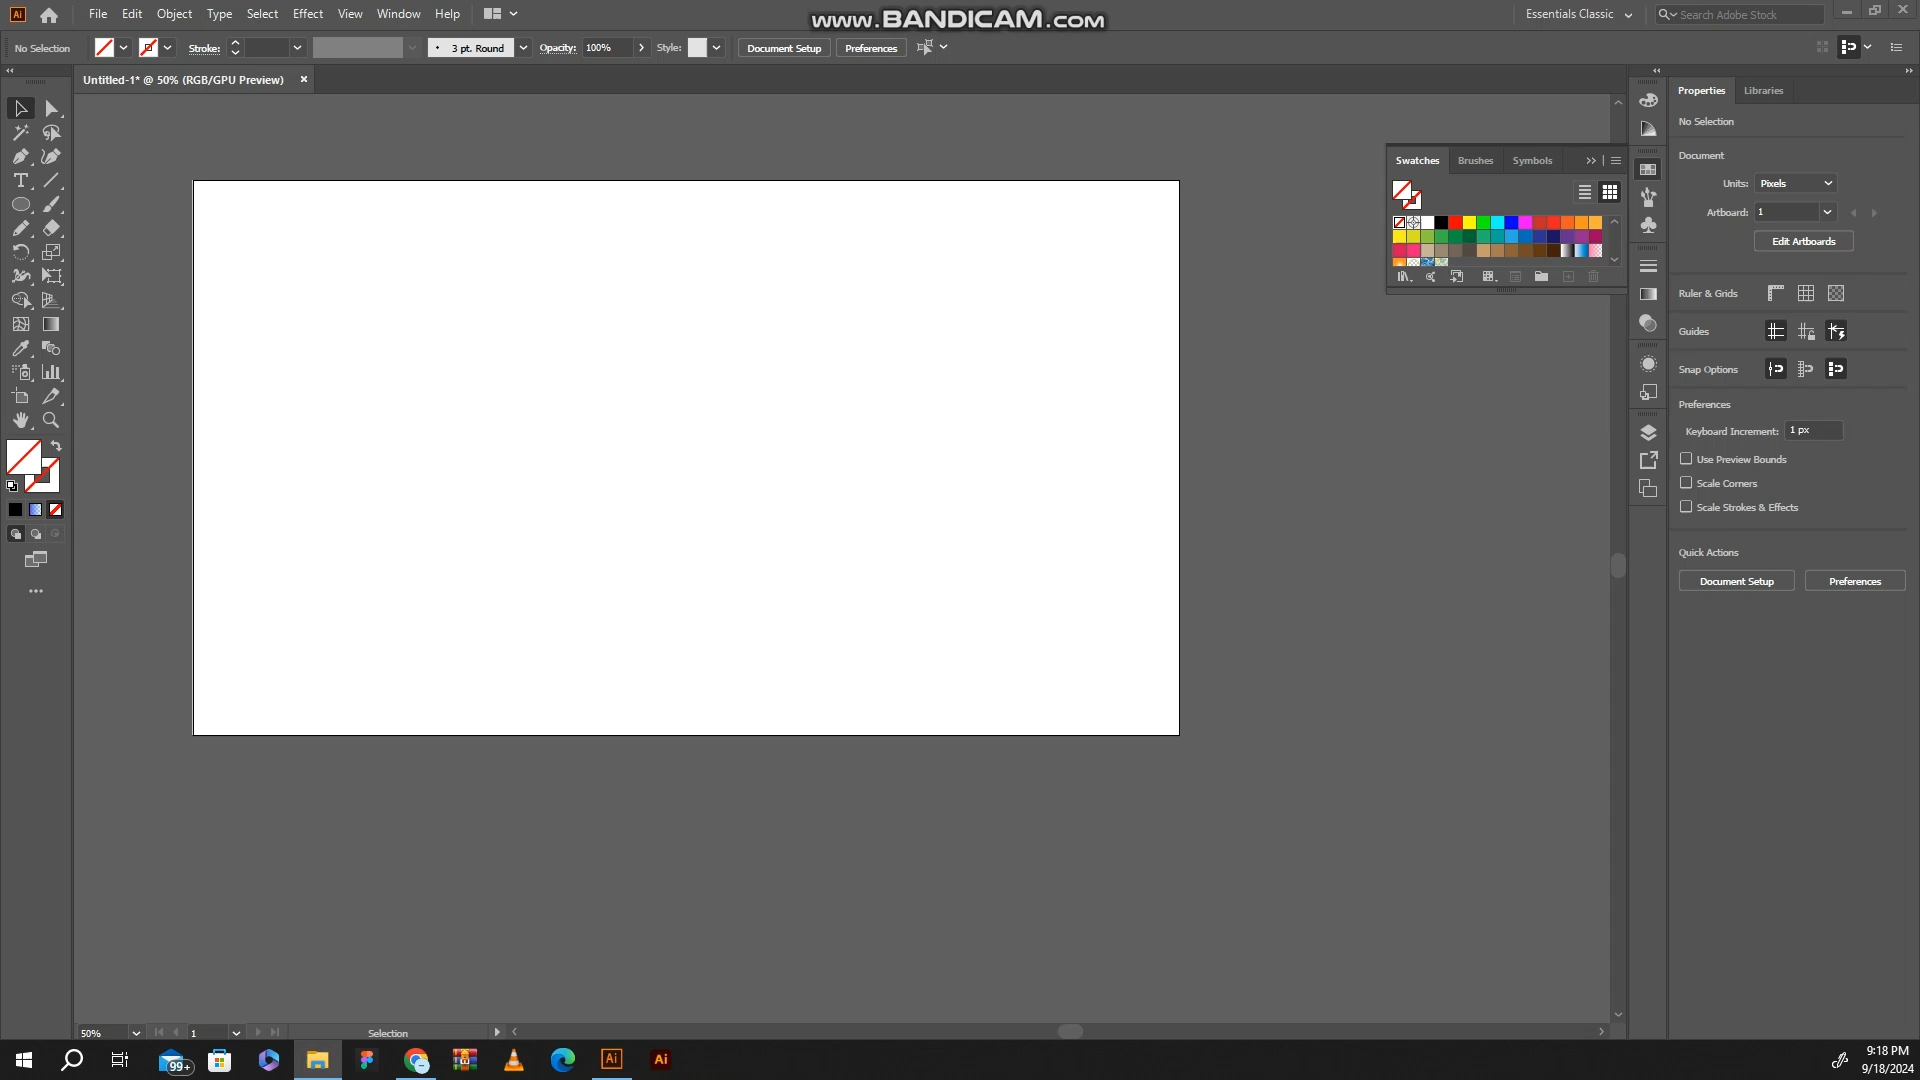 Ai File Edit Object Type Select Effect View Window Help
www.BANDICAM.com
Essentials Classic Search Adobe Stock
No Selection Stroke: 3 pt. Round Opacity: 100% Style: Document Setup Preferences
Untitled-1* @ 50% (RGB/GPU Preview)
Properties Libraries
No Selection
Document
Units: Pixels
Artboard: 1
Edit Artboards
Ruler & Grids
Guides
Snap Options
Preferences
Keyboard Increment: 1 px
Use Preview Bounds
Scale Corners
Scale Strokes & Effects
Quick Actions
Document Setup Preferences
Swatches Brushes Symbols
T
50% 1 Selection
99+ Ai Ai
9:18 PM
9/18/2024